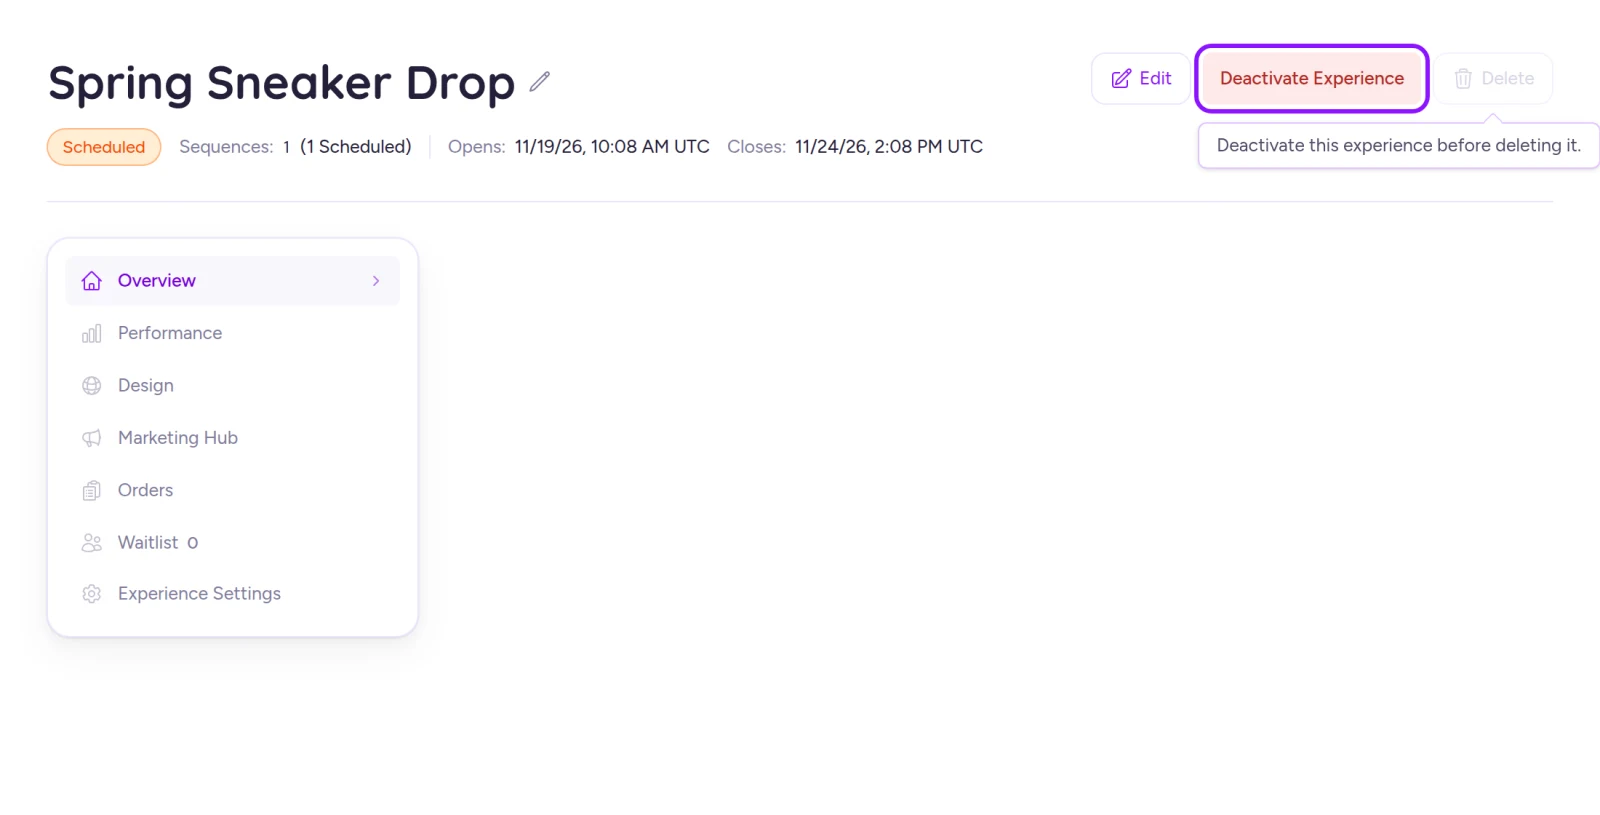 Spring Sneaker Drop
Edit
Deactivate Experience
Delete
Scheduled
Sequences: 1 (1 Scheduled)
Opens: 11/19/26, 10:08 AM UTC
Closes: 11/24/26, 2:08 PM UTC
Deactivate this experience before deleting it.
Overview
Performance
Design
Marketing Hub
Orders
Waitlist 0
Experience Settings